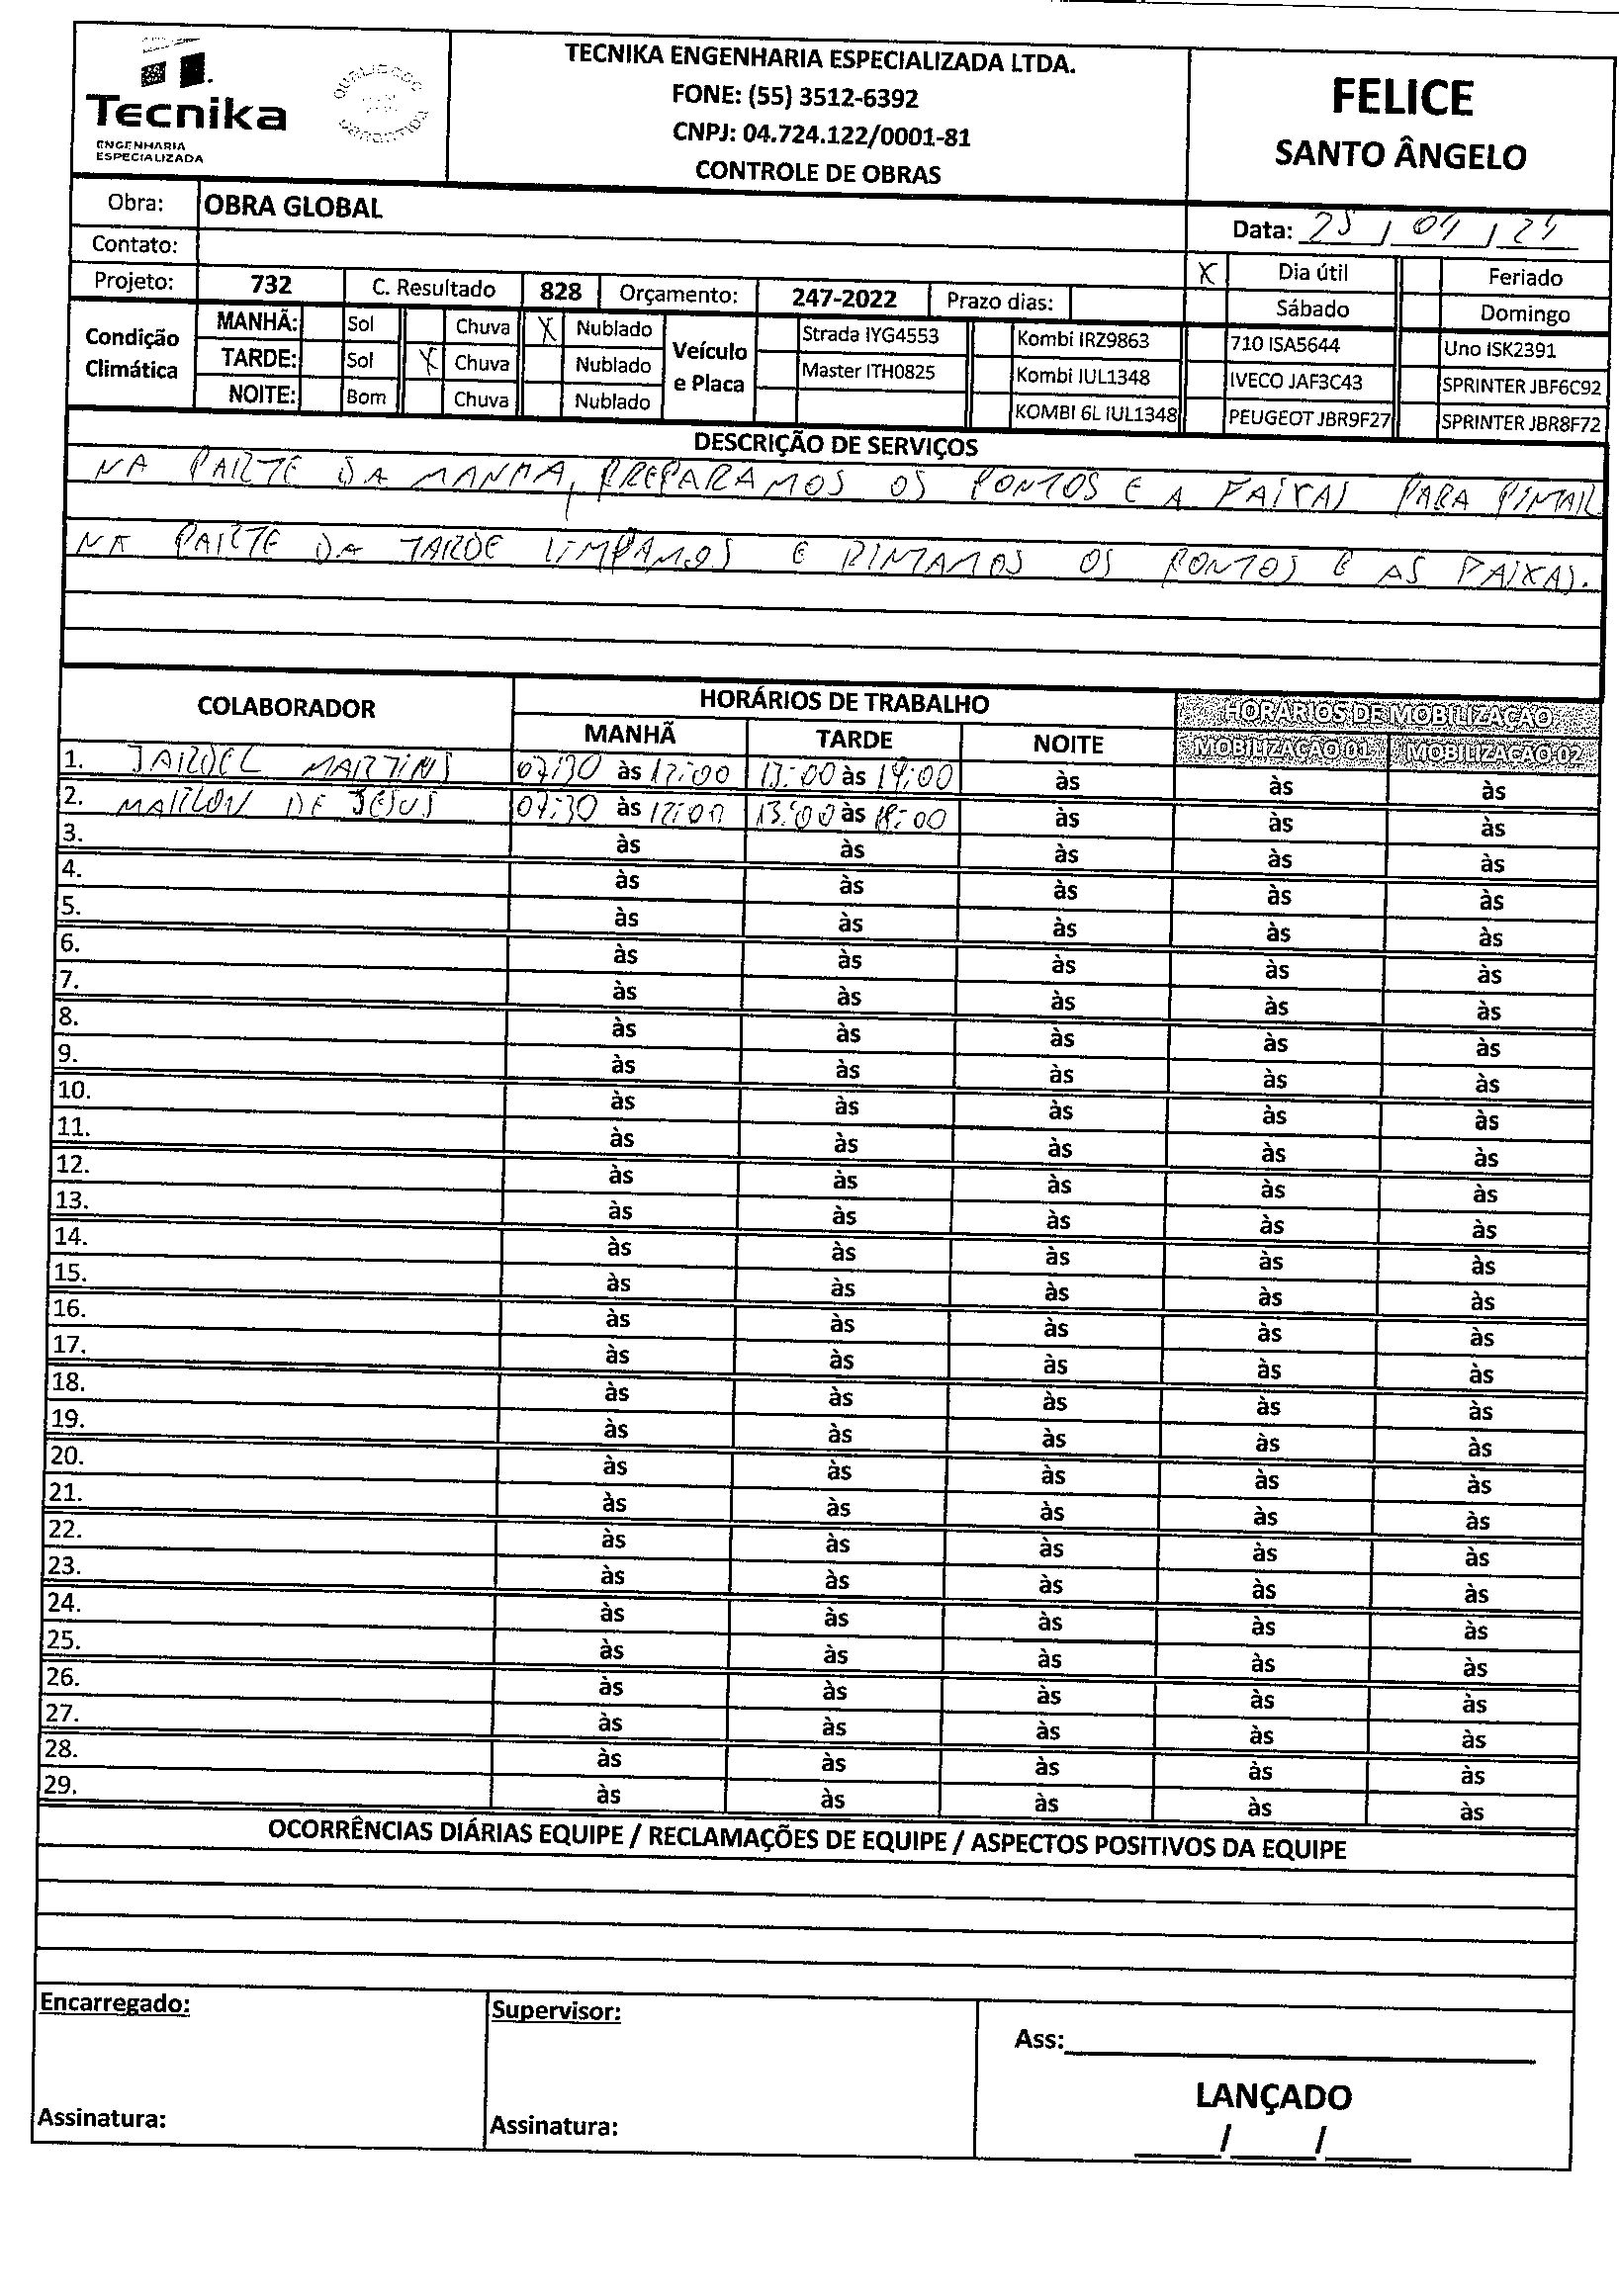 Tecnika
ENGENHARIA
ESPECIALIZADA
TECNIKA ENGENHARIA ESPECIALIZADA LTDA.
FONE: (55) 3512-6392
CNPJ: 04.724.122/0001-81
CONTROLE DE OBRAS
FELICE
SANTO ÂNGELO
Obra: OBRA GLOBAL
Data: 25 / 04 / 24
Contato:
X Dia útil Feriado
Projeto: 732 C. Resultado 828 Orçamento: 247-2022 Prazo dias: Sábado Domingo
Condição Climática
MANHÃ: Sol Chuva X Nublado
TARDE: Sol X Chuva Nublado
NOITE: Bom Chuva Nublado
Veículo e Placa
Strada IYG4553 Kombi IRZ9863 710 ISA5644 Uno ISK2391
Master ITH0825 Kombi IUL1348 IVECO JAF3C43 SPRINTER JBF6C92
KOMBI 6L IUL1348 PEUGEOT JBR9F27 SPRINTER JBR8F72
DESCRIÇÃO DE SERVIÇOS
NA PARTE DA MANHA, PREPARAMOS OS PONTOS E A FAIXAS PARA PINTAR
NA PARTE DA TARDE LIMPAMOS E PINTAMOS OS PONTOS E AS FAIXAS.
COLABORADOR HORÁRIOS DE TRABALHO HORÁRIOS DE MOBILIZAÇÃO
MANHÃ TARDE NOITE MOBILIZAÇÃO 01 MOBILIZAÇÃO 02
1. JARDEL MARTINS 07:30 às 12:00 13:00 às 19:00 às às às
2. MARLON DE JESUS 07:30 às 12:00 13:00 às 19:00 às às às
3. às às às às às
4. às às às às às
5. às às às às às
6. às às às às às
7. às às às às às
8. às às às às às
9. às às às às às
10. às às às às às
11. às às às às às
12. às às às às às
13. às às às às às
14. às às às às às
15. às às às às às
16. às às às às às
17. às às às às às
18. às às às às às
19. às às às às às
20. às às às às às
21. às às às às às
22. às às às às às
23. às às às às às
24. às às às às às
25. às às às às às
26. às às às às às
27. às às às às às
28. às às às às às
29. às às às às às
OCORRÊNCIAS DIÁRIAS EQUIPE / RECLAMAÇÕES DE EQUIPE / ASPECTOS POSITIVOS DA EQUIPE
Encarregado: Supervisor:
Ass:
LANÇADO
Assinatura: Assinatura:
/ /